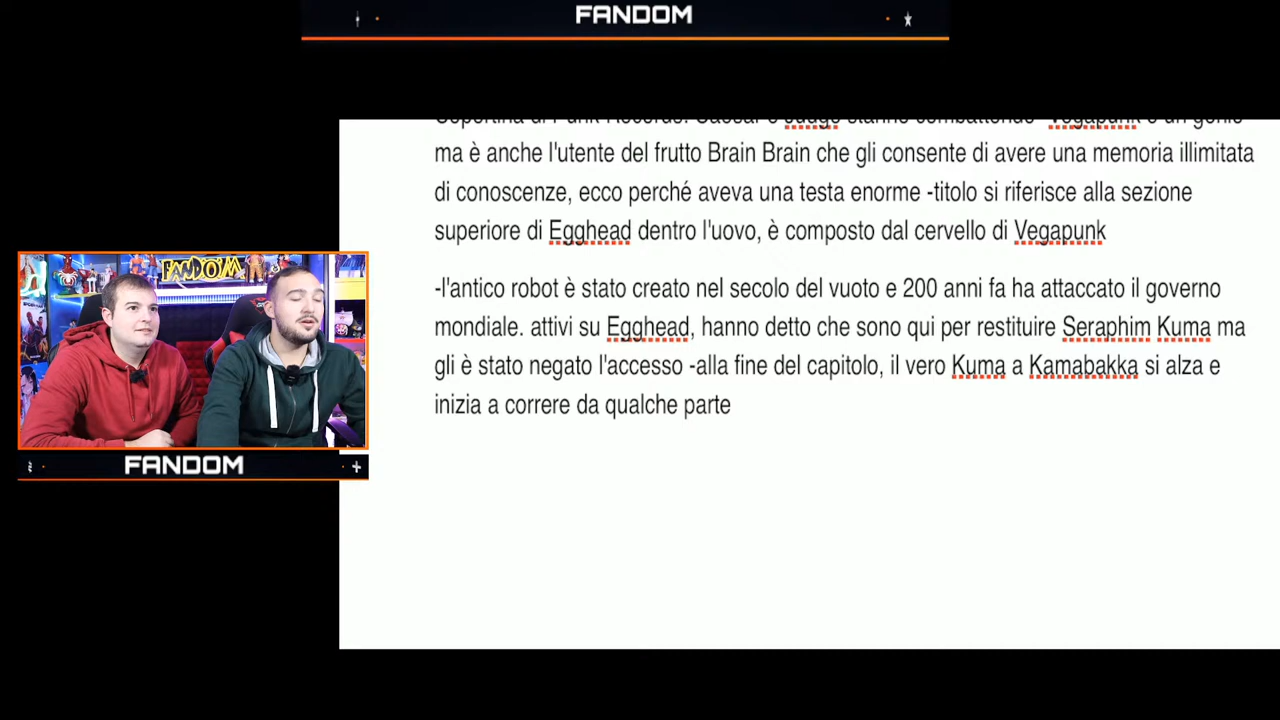 FANDOM
ma è anche l'utente del frutto Brain Brain che gli consente di avere una memoria illimitata
di conoscenze, ecco perché aveva una testa enorme -titolo si riferisce alla sezione
superiore di Egghead dentro l'uovo, è composto dal cervello di Vegapunk
-l'antico robot è stato creato nel secolo del vuoto e 200 anni fa ha attaccato il governo
mondiale. attivi su Egghead, hanno detto che sono qui per restituire Seraphim Kuma ma
gli è stato negato l'accesso -alla fine del capitolo, il vero Kuma a Kamabakka si alza e
inizia a correre da qualche parte
FANDOM
FANDOM